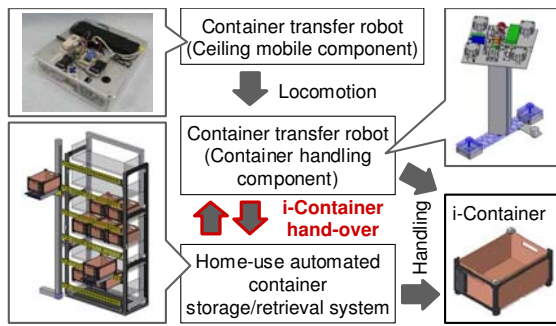 Container transfer robot
(Ceiling mobile component)
Locomotion
Container transfer robot
(Container handling
component)
i-Container
hand-over
Handling
i-Container
Home-use automated
container
storage/retrieval system